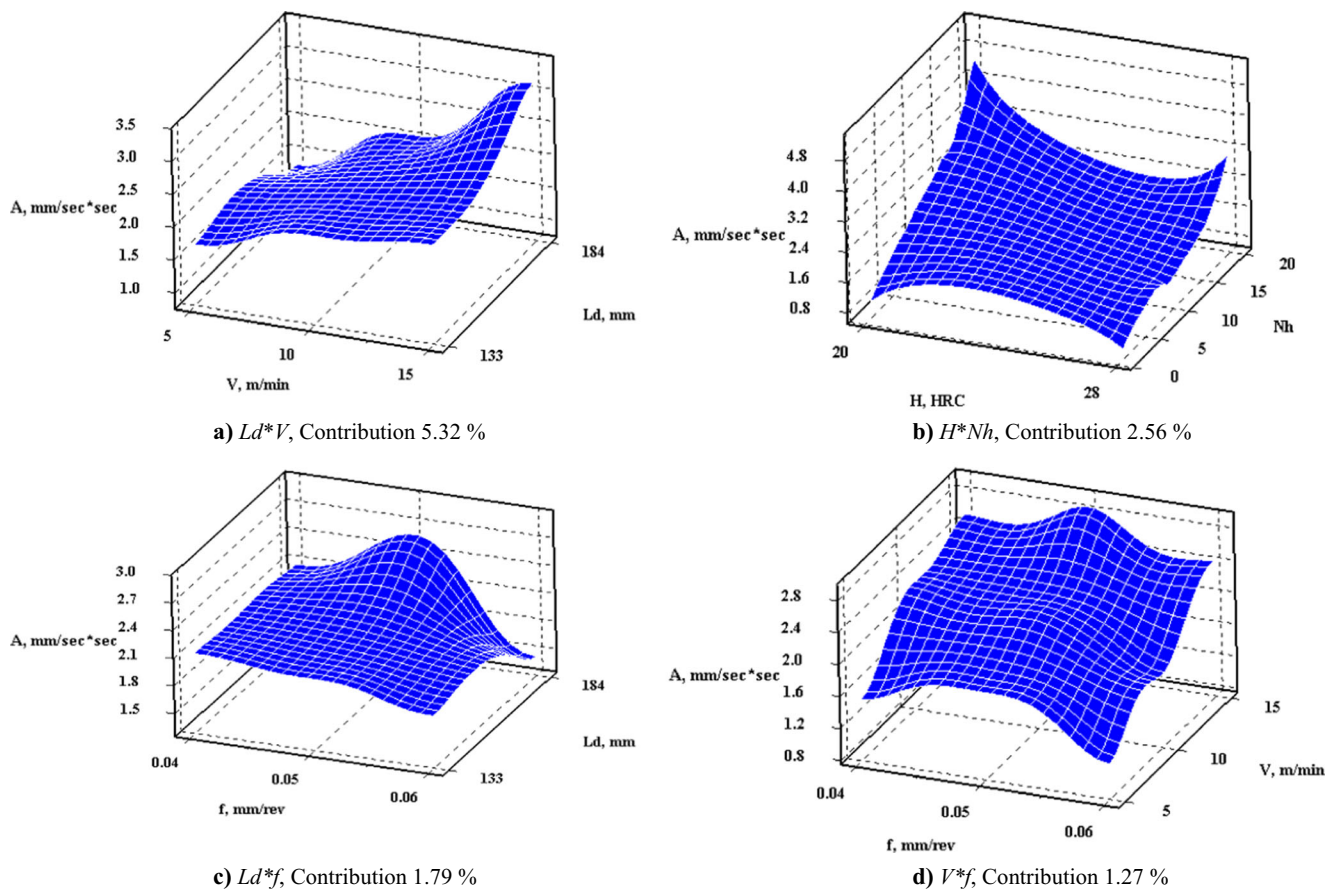 3.5
3.0
2.5
2.0
1.5
1.0
A, mm/sec*sec
5
10
15
V, m/min
133
184
Ld, mm
a) Ld*V, Contribution 5.32 %
4.8
4.0
3.2
2.4
1.6
0.8
A, mm/sec*sec
20
28
H, HRC
0
5
10
15
20
Nh
b) H*Nh, Contribution 2.56 %
3.0
2.7
2.4
2.1
1.8
1.5
A, mm/sec*sec
0.04
0.05
0.06
f, mm/rev
133
184
Ld, mm
c) Ld*f, Contribution 1.79 %
2.8
2.4
2.0
1.6
1.2
0.8
A, mm/sec*sec
0.04
0.05
0.06
f, mm/rev
5
10
15
V, m/min
d) V*f, Contribution 1.27 %